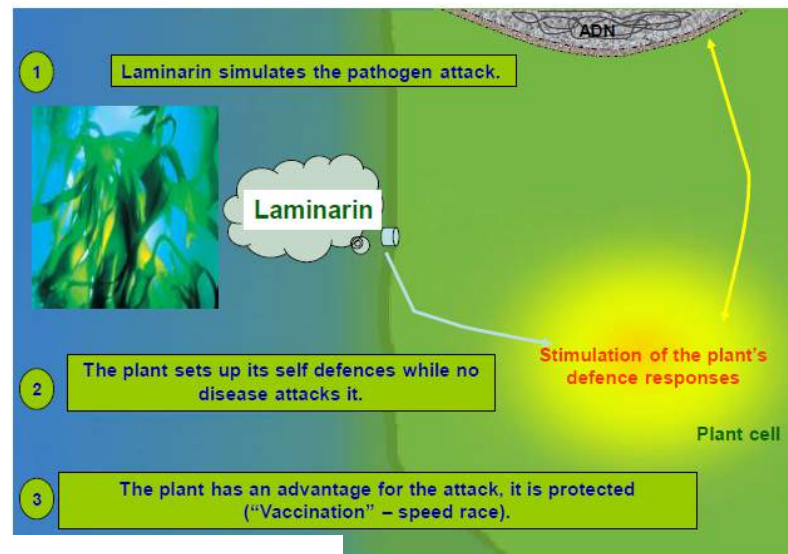 ADN
1
Laminarin simulates the pathogen attack.
Laminarin
Stimulation of the plant's
defence responses
2
The plant sets up its self defences while no
disease attacks it.
Plant cell
3
The plant has an advantage for the attack, it is protected
(“Vaccination” – speed race).